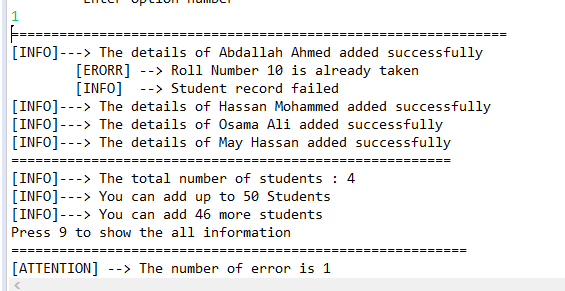 Enter option number
1
==============================================================
[INFO]---> The details of Abdallah Ahmed added successfully
[ERORR] --> Roll Number 10 is already taken
[INFO]  --> Student record failed
[INFO]---> The details of Hassan Mohammed added successfully
[INFO]---> The details of Osama Ali added successfully
[INFO]---> The details of May Hassan added successfully
=======================================================
[INFO]---> The total number of students : 4
[INFO]---> You can add up to 50 Students
[INFO]---> You can add 46 more students
Press 9 to show the all information
=========================================================
[ATTENTION] --> The number of error is 1